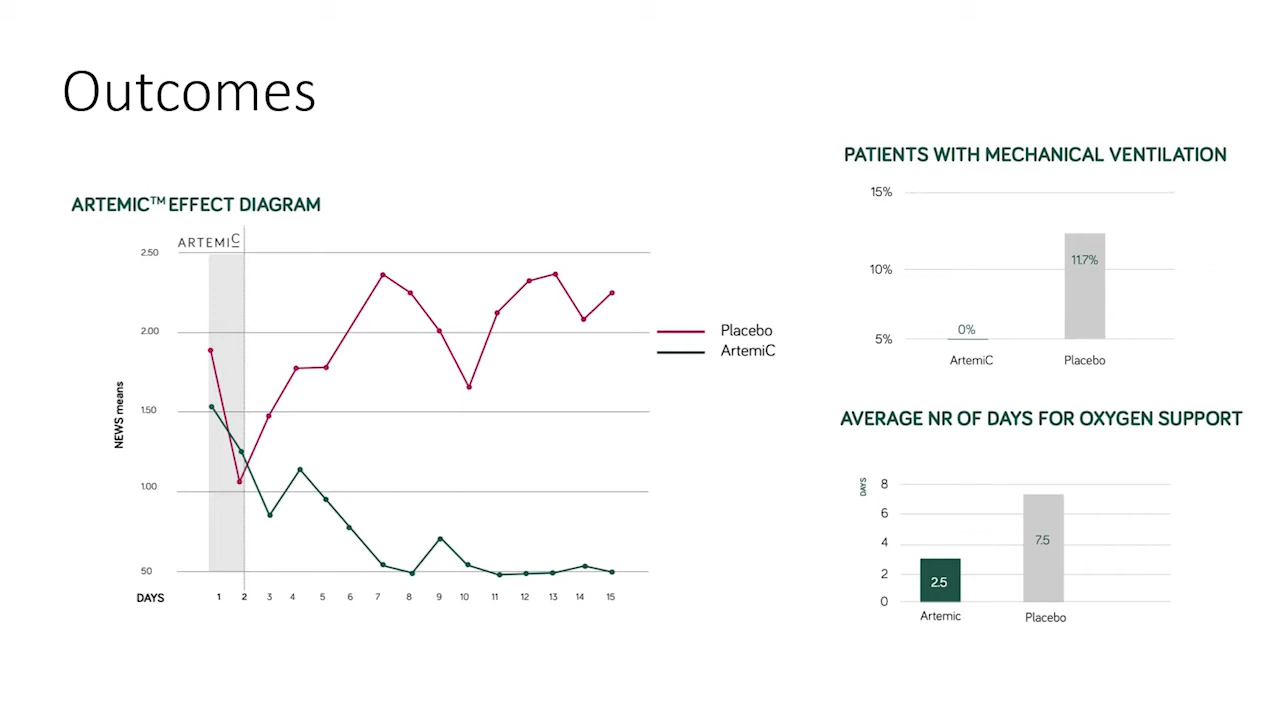 Outcomes
ARTEMIC™ EFFECT DIAGRAM
ARTEMIC
2.50
2.00
1.50
1.00
50
NEWS means
DAYS 1 2 3 4 5 6 7 8 9 10 11 12 13 14 15
Placebo
ArtemiC
PATIENTS WITH MECHANICAL VENTILATION
15%
10%
5%
0%
11.7%
ArtemiC Placebo
AVERAGE NR OF DAYS FOR OXYGEN SUPPORT
DAYS
8
6
4
2
0
2.5
7.5
Artemic Placebo